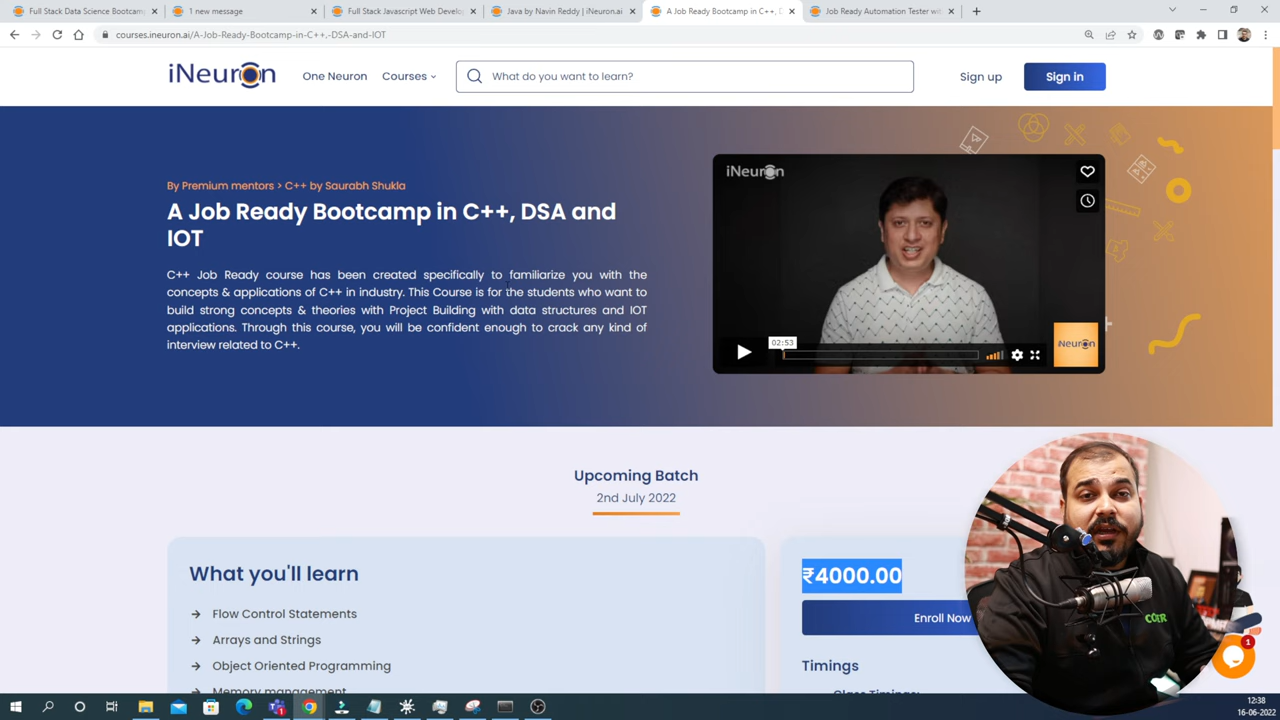 Full Stack Data Science Bootcamp
1 new message
Full Stack Javascript Web Develo
Java by Navin Reddy | iNeuron.ai
A Job Ready Bootcamp in C++, D
Job Ready Automation Tester wit
courses.ineuron.ai/A-Job-Ready-Bootcamp-in-C++,-DSA-and-IOT
iNeuron
One Neuron
Courses
What do you want to learn?
Sign up
Sign in
By Premium mentors > C++ by Saurabh Shukla
A Job Ready Bootcamp in C++, DSA and
IOT
C++ Job Ready course has been created specifically to familiarize you with the
concepts & applications of C++ in industry. This Course is for the students who want to
build strong concepts & theories with Project Building with data structures and IOT
applications. Through this course, you will be confident enough to crack any kind of
interview related to C++.
iNeuron
02:53
iNeuron
Upcoming Batch
2nd July 2022
What you'll learn
Flow Control Statements
Arrays and Strings
Object Oriented Programming
Memory management
₹4000.00
Enroll Now
Timings
Class Timings:
CODER
1
12:38
16-06-2022